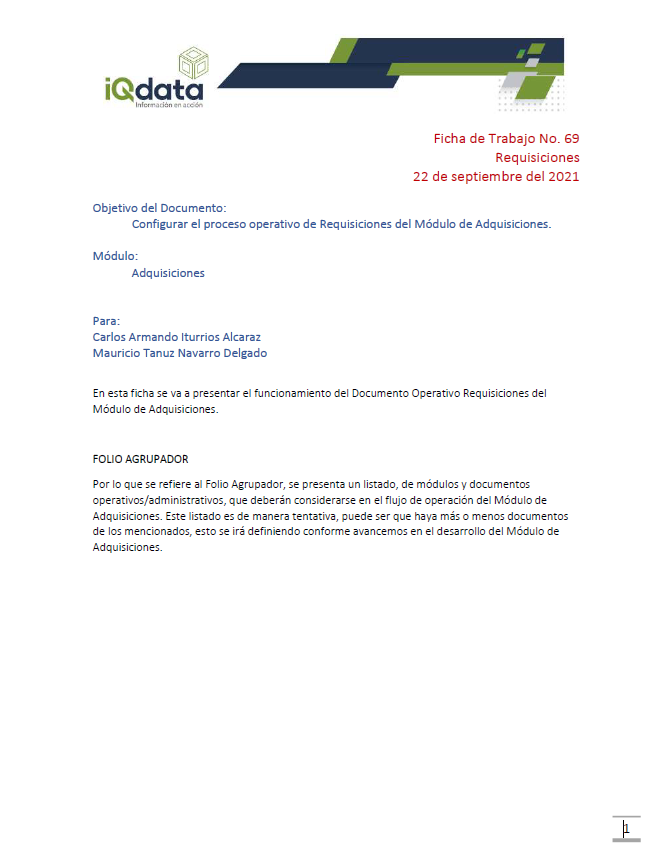 iQdata
Información en acción
Ficha de Trabajo No. 69
Requisiciones
22 de septiembre del 2021
Objetivo del Documento:
Configurar el proceso operativo de Requisiciones del Módulo de Adquisiciones.
Módulo:
Adquisiciones
Para:
Carlos Armando Iturrios Alcaraz
Mauricio Tanuz Navarro Delgado
En esta ficha se va a presentar el funcionamiento del Documento Operativo Requisiciones del
Módulo de Adquisiciones.
FOLIO AGRUPADOR
Por lo que se refiere al Folio Agrupador, se presenta un listado, de módulos y documentos
operativos/administrativos, que deberán considerarse en el flujo de operación del Módulo de
Adquisiciones. Este listado es de manera tentativa, puede ser que haya más o menos documentos
de los mencionados, esto se irá definiendo conforme avancemos en el desarrollo del Módulo de
Adquisiciones.
1